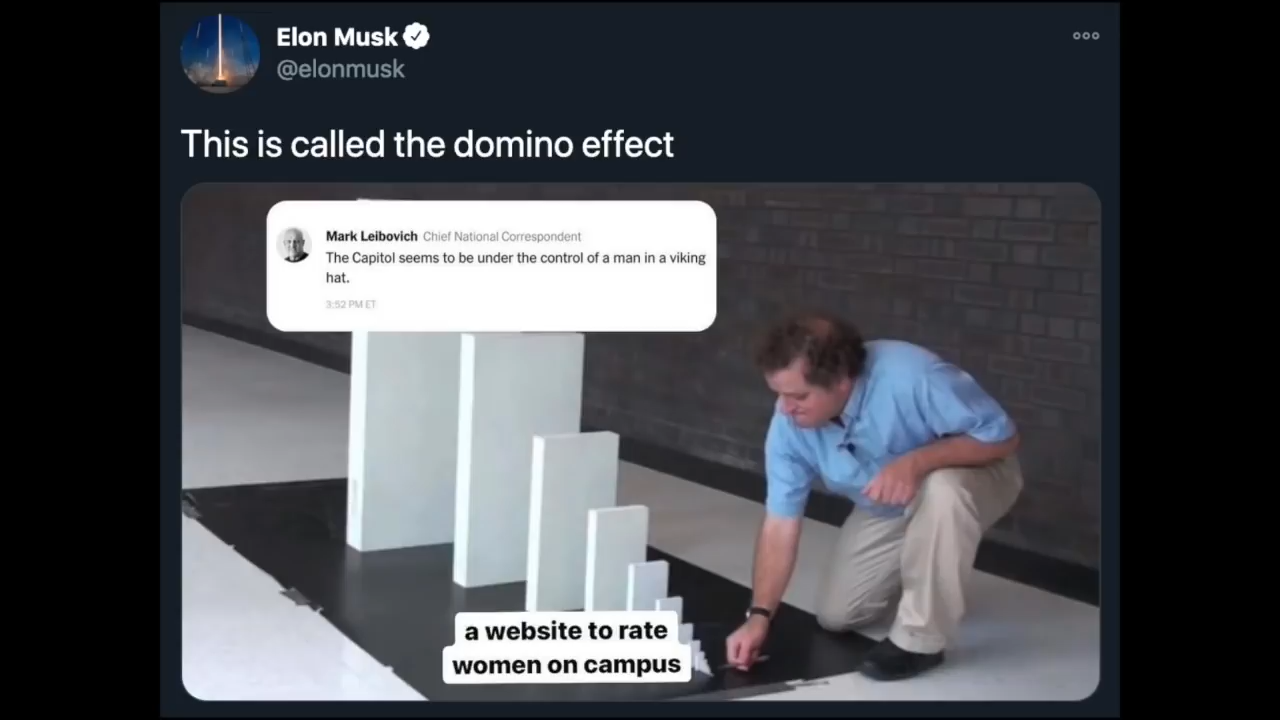 Elon Musk
@elonmusk
This is called the domino effect
Mark Leibovich Chief National Correspondent
The Capitol seems to be under the control of a man in a viking
hat.
3:52 PM ET
a website to rate
women on campus